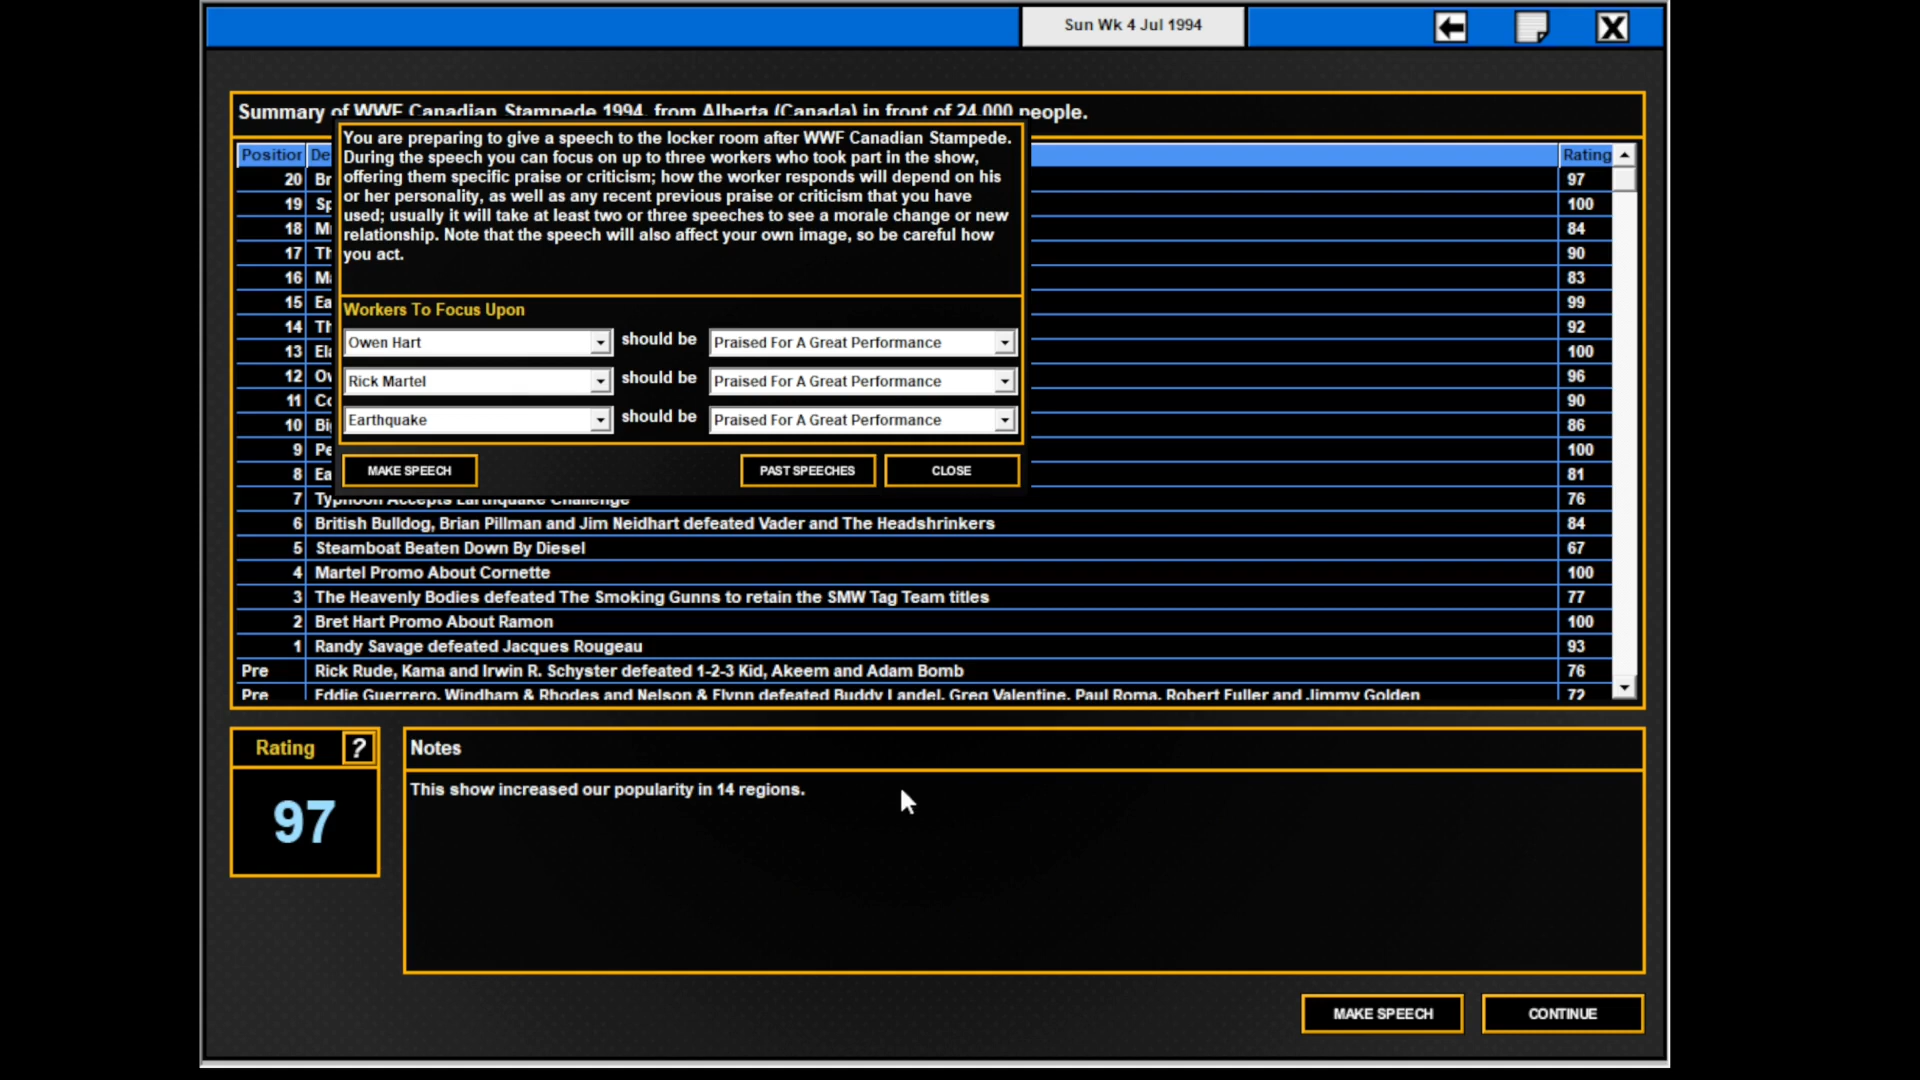 Sun Wk 4 Jul 1994
Summary of WWF Canadian Stampede 1994, from Alberta (Canada) in front of 24,000 people.
Position De Rating
20 Br 97
19 Sp 100
18 84
17 Th 90
16 83
15 Ea 99
14 Th 92
13 100
12 96
11 Co 90
10 86
9 Pe 100
8 Ea 81
You are preparing to give a speech to the locker room after WWF Canadian Stampede.
During the speech you can focus on up to three workers who took part in the show,
offering them specific praise or criticism; how the worker responds will depend on his
or her personality, as well as any recent previous praise or criticism that you have
used; usually it will take at least two or three speeches to see a morale change or new
relationship. Note that the speech will also affect your own image, so be careful how
you act.
Workers To Focus Upon
Owen Hart should be Praised For A Great Performance
Rick Martel should be Praised For A Great Performance
Earthquake should be Praised For A Great Performance
MAKE SPEECH PAST SPEECHES CLOSE
7 Typhoon Accepts Earthquake Challenge 76
6 British Bulldog, Brian Pillman and Jim Neidhart defeated Vader and The Headshrinkers 84
5 Steamboat Beaten Down By Diesel 67
4 Martel Promo About Cornette 100
3 The Heavenly Bodies defeated The Smoking Gunns to retain the SMW Tag Team titles 77
2 Bret Hart Promo About Ramon 100
1 Randy Savage defeated Jacques Rougeau 93
Pre Rick Rude, Kama and Irwin R. Schyster defeated 1-2-3 Kid, Akeem and Adam Bomb 76
Pre Eddie Guerrero, Windham & Rhodes and Nelson & Flynn defeated Buddy Landel, Greg Valentine, Paul Roma, Robert Fuller and Jimmy Golden 72
Rating ?
97
Notes
This show increased our popularity in 14 regions.
MAKE SPEECH CONTINUE